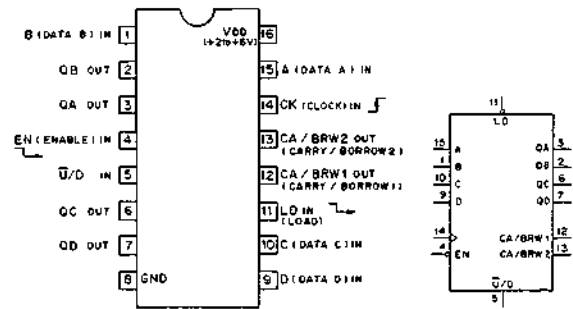 B (DATA B) IN 1
QB OUT 2
QA OUT 3
EN (ENABLE) IN 4
U̅/D IN 5
QC OUT 6
QD OUT 7
8 GND
VDD 16
(+2 to +6V)
15 A (DATA A) IN
14 CK (CLOCK) IN
13 CA/BRW2 OUT
(CARRY/BORROW2)
12 CA/BRW1 OUT
(CARRY/BORROW1)
11 LD IN
(LOAD)
10 C (DATA C) IN
9 D (DATA D) IN
11
LD
15 A QA 3
1 B QB 2
10 C QC 6
9 D QD 7
14 CA/BRW1 12
4 EN CA/BRW2 13
U̅/D
5